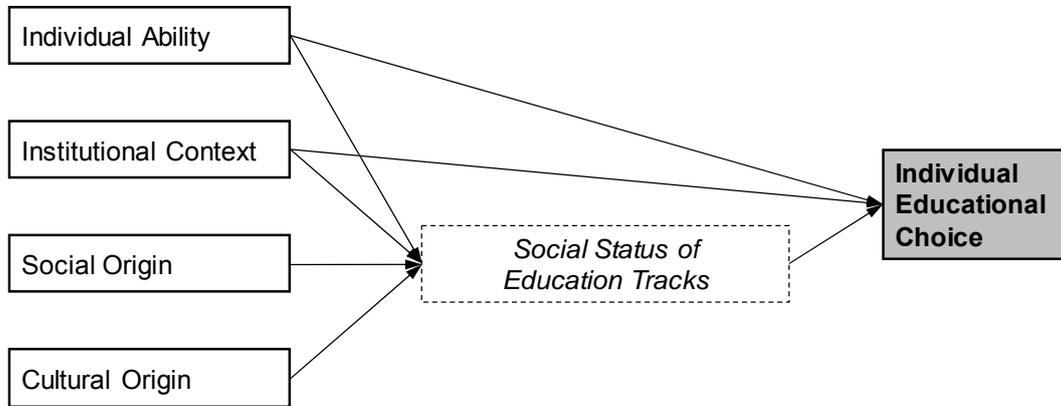 Individual Ability
Institutional Context
Social Origin
Cultural Origin
Social Status of
Education Tracks
Individual
Educational
Choice